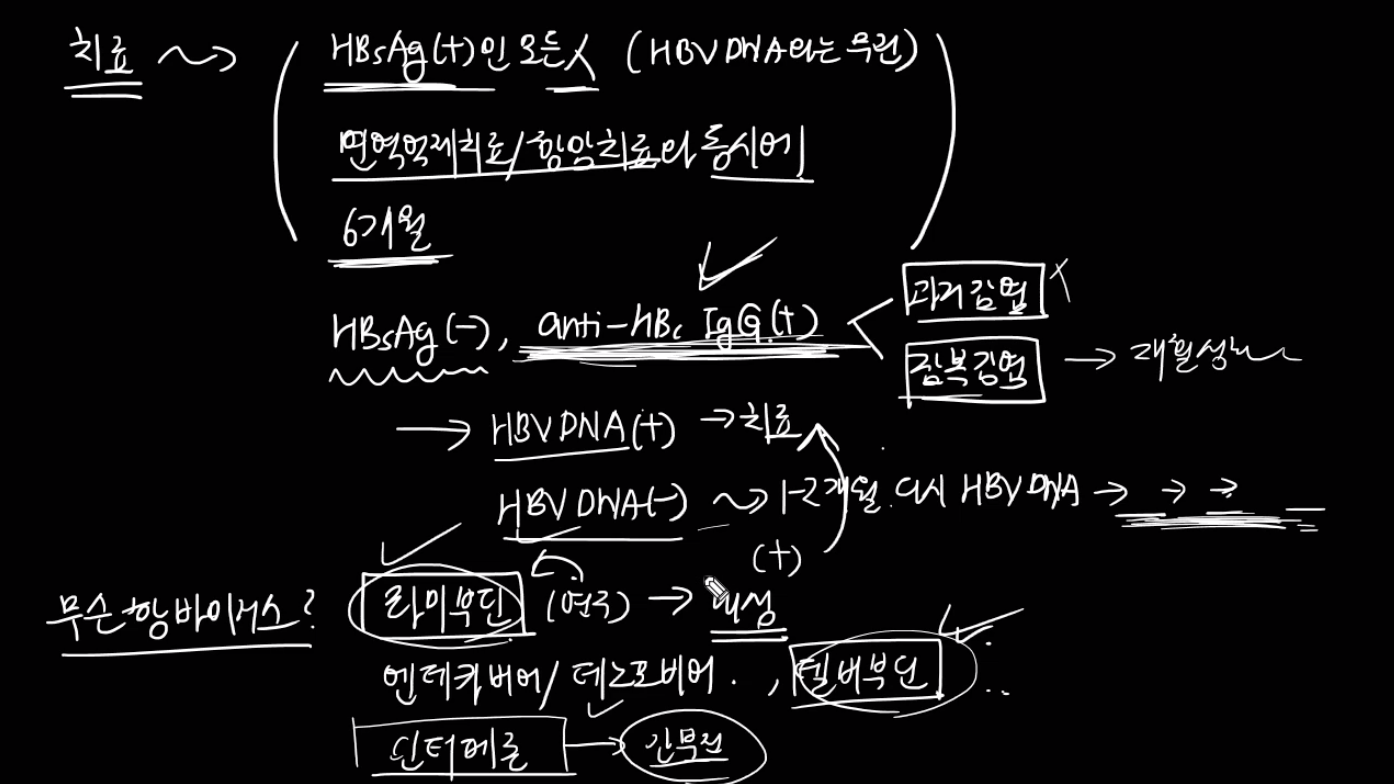 치료 ( HBsAg(+)인 모든人 (HBV DNA와는 무관) )
면역억제치료/항암치료와 동시에
6개월
HBsAg(-), anti-HBc IgG(+)
과거감염 X
잠복감염 → 재활성
→ HBV DNA(+) → 치료
HBV DNA(-) 1-2개월. 다시 HBV DNA → → →
(+)
무슨 항바이러스? 라미부딘 (연구) → 내성
엔테카비어/테노포비어. , 텔비부딘
인터페론 → 간부전